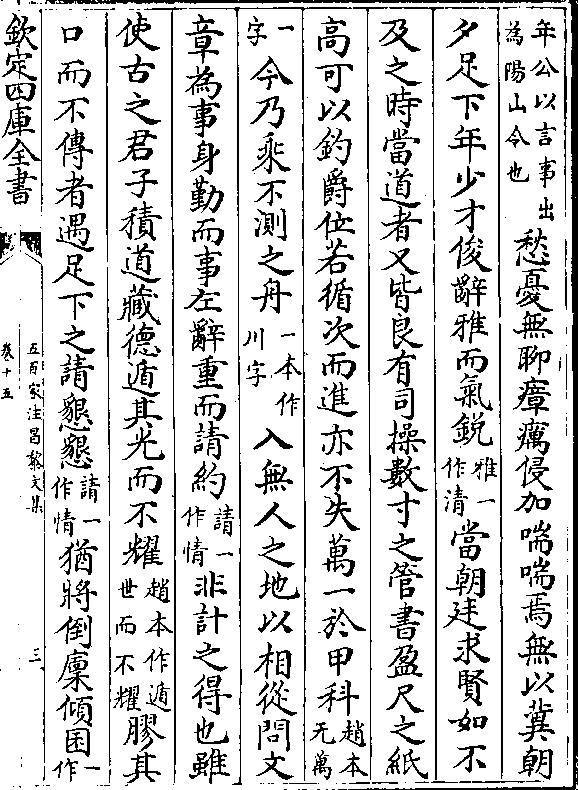 年公以言事出
為陽山令也
愁憂無聊瘴癘侵加喘喘焉無以冀朝
夕足下年少才俊辭雅而氣銳
雅一
作清
當朝廷求賢如不
及之時當道者又皆良有司操數寸之管書盈尺之紙
高可以釣爵位若循次而進亦不失萬一於甲科
趙本
无萬
一
字
今乃乘不測之舟
一本作
川字
入無人之地以相從問文
章為事身勤而事左辭重而請約
請一
作情
非計之得也雖
使古之君子積道藏德遁其光而不耀
趙本作遁
世而不耀
膠其
口而不傳者遇足下之請懇懇
請一
作情
猶將倒廩傾囷
一
作
欽定四庫全書
五百家注昌黎文集
卷十五
三